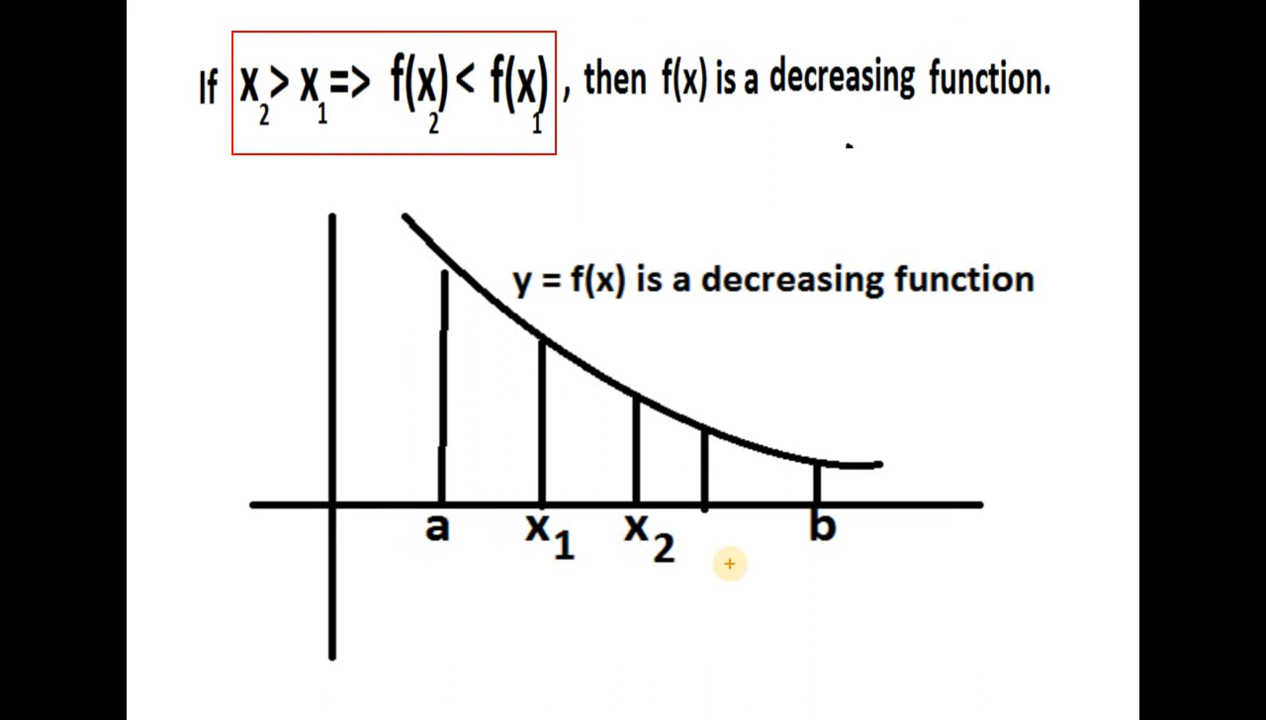 If x₂ > x₁ => f(x₂) < f(x₁) , then f(x) is a decreasing function.
y = f(x) is a decreasing function
a x₁ x₂ b